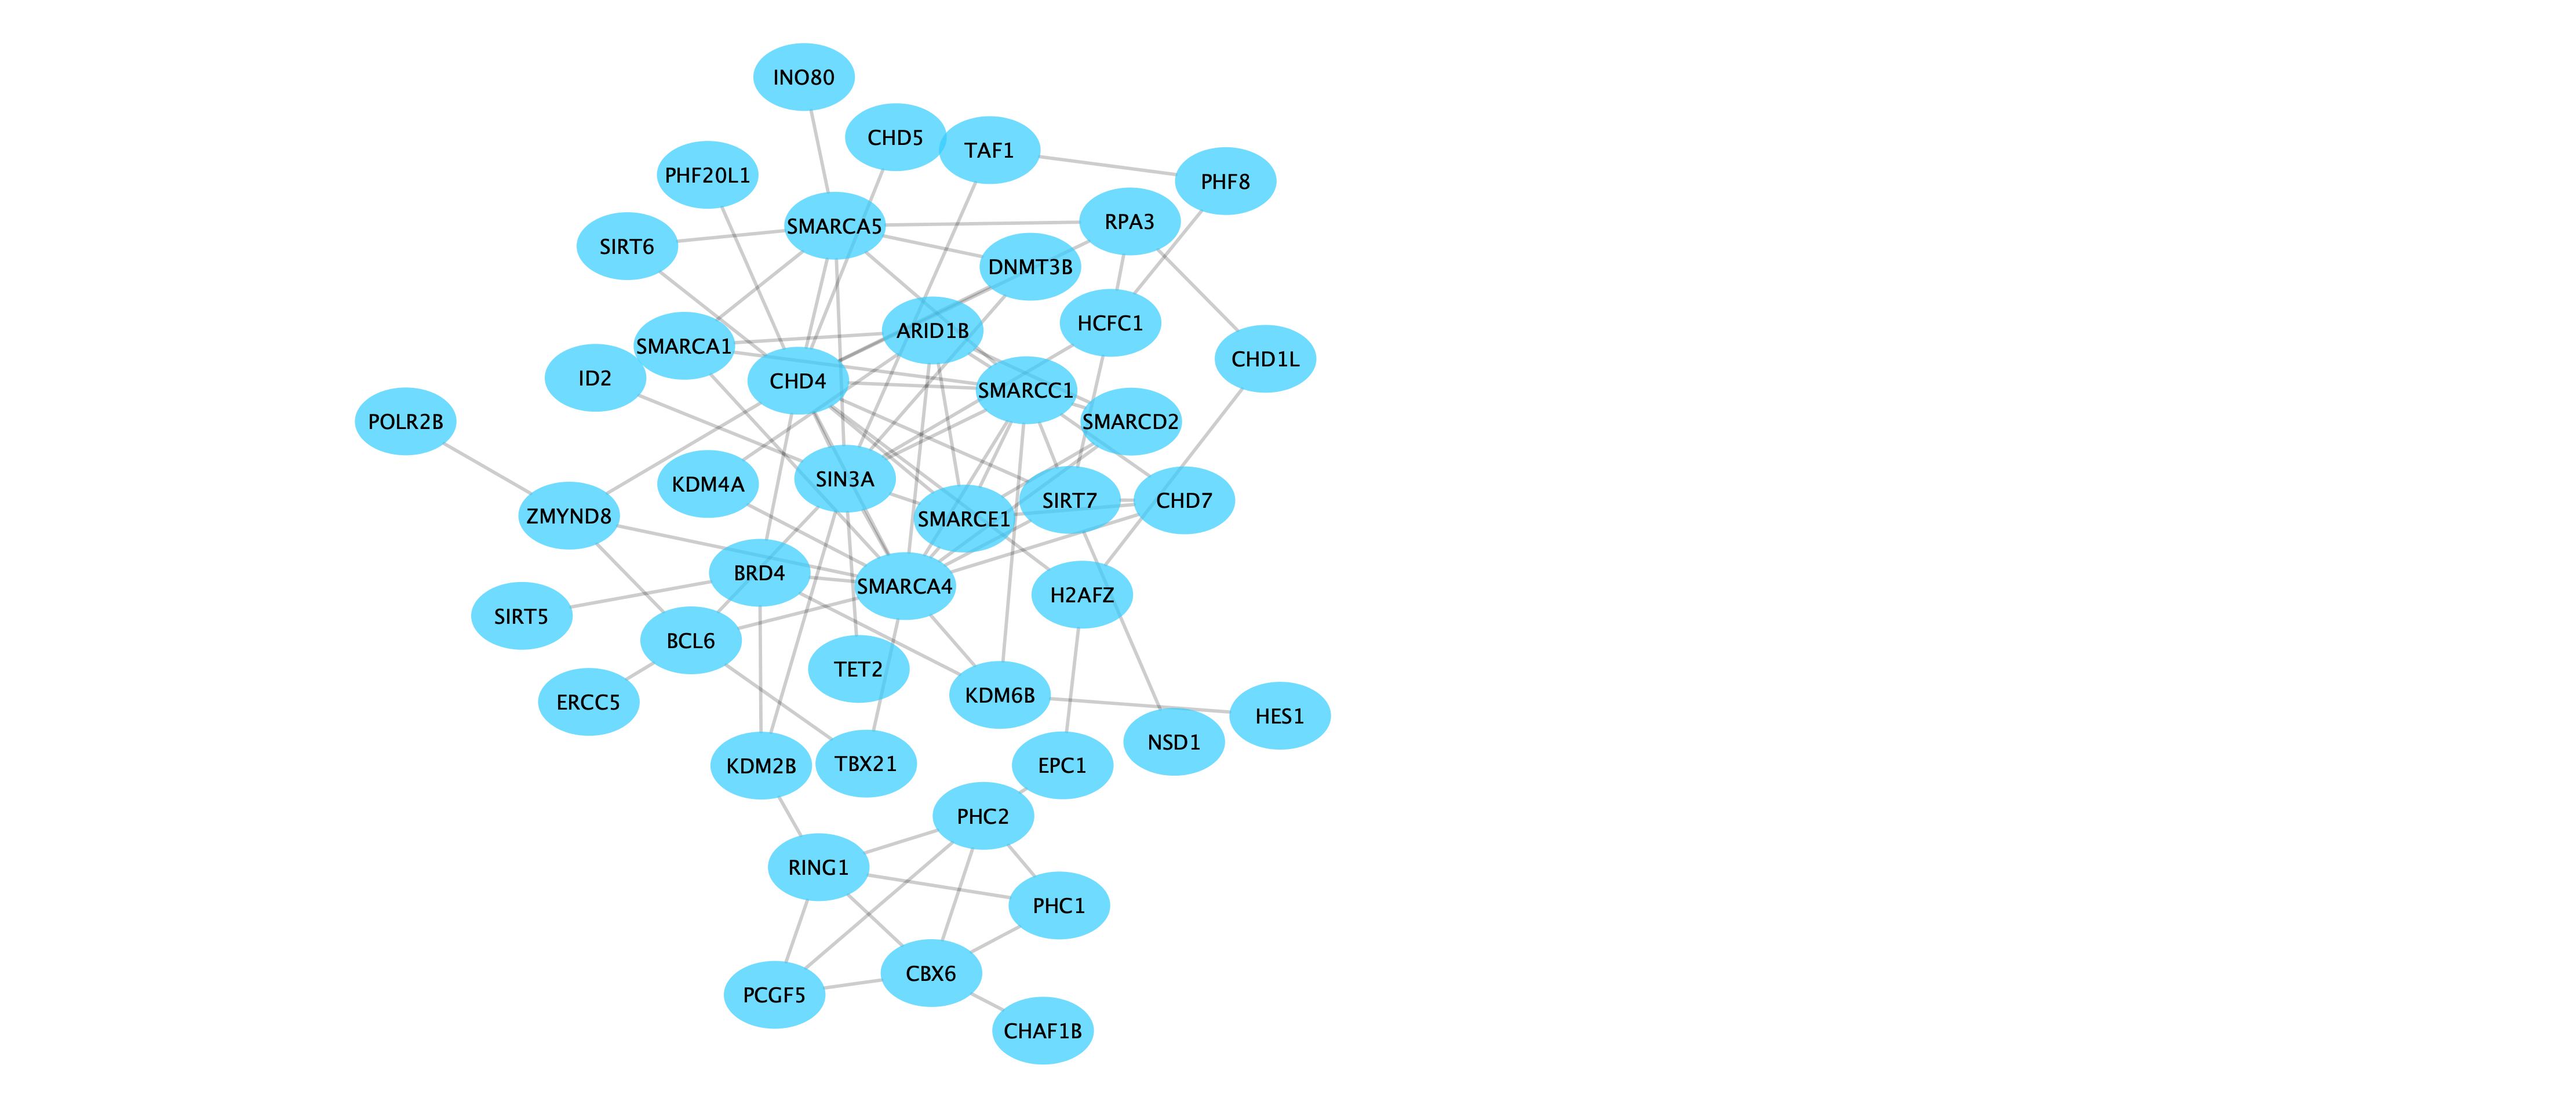 INO80
CHD5
TAF1
PHF20L1
PHF8
RPA3
SMARCA5
SIRT6
DNMT3B
HCFC1
ARID1B
SMARCA1
CHD1L
ID2
CHD4
SMARCC1
POLR2B
SMARCD2
SIN3A
KDM4A
SIRT7
CHD7
ZMYND8
SMARCE1
BRD4
SMARCA4
H2AFZ
SIRT5
BCL6
TET2
KDM6B
ERCC5
HES1
NSD1
KDM2B
TBX21
EPC1
PHC2
RING1
PHC1
CBX6
PCGF5
CHAF1B